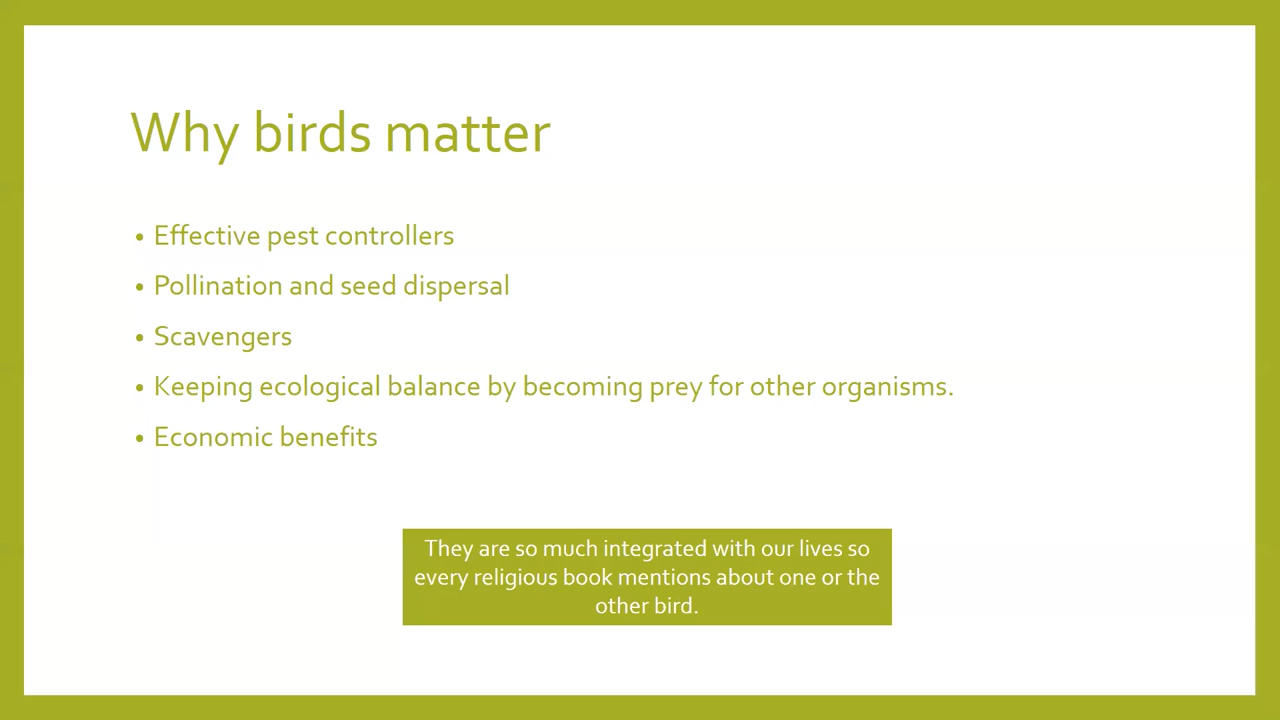 Why birds matter
• Effective pest controllers
• Pollination and seed dispersal
• Scavengers
• Keeping ecological balance by becoming prey for other organisms.
• Economic benefits
They are so much integrated with our lives so
every religious book mentions about one or the
other bird.